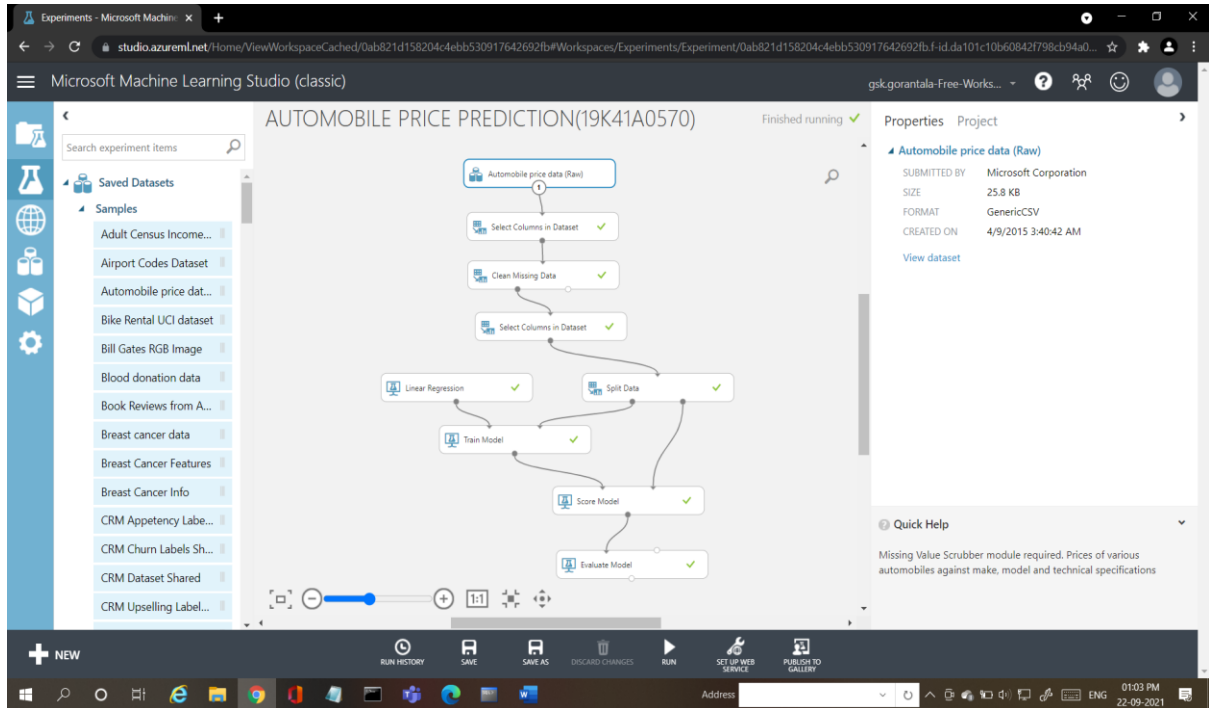 Experiments - Microsoft Machine
studio.azureml.net/Home/ViewWorkspaceCached/0ab821d158204c4ebb530917642692fb#Workspaces/Experiments/Experiment/0ab821d158204c4ebb530917642692fb.f-id.da101c10b60842f798cb94a0...
Microsoft Machine Learning Studio (classic)
gsk.gorantala-Free-Works...
Search experiment items
Saved Datasets
Samples
Adult Census Income...
Airport Codes Dataset
Automobile price dat...
Bike Rental UCI dataset
Bill Gates RGB Image
Blood donation data
Book Reviews from A...
Breast cancer data
Breast Cancer Features
Breast Cancer Info
CRM Appetency Labe...
CRM Churn Labels Sh...
CRM Dataset Shared
CRM Upselling Label...
AUTOMOBILE PRICE PREDICTION(19K41A0570)
Finished running
Automobile price data (Raw)
1
Select Columns in Dataset
Clean Missing Data
Select Columns in Dataset
Linear Regression
Split Data
Train Model
Score Model
Evaluate Model
1:1
Properties Project
Automobile price data (Raw)
SUBMITTED BY Microsoft Corporation
SIZE 25.8 KB
FORMAT GenericCSV
CREATED ON 4/9/2015 3:40:42 AM
View dataset
Quick Help
Missing Value Scrubber module required. Prices of various
automobiles against make, model and technical specifications
NEW
RUN HISTORY
SAVE
SAVE AS
DISCARD CHANGES
RUN
SET UP WEB
SERVICE
PUBLISH TO
GALLERY
Address
ENG
01:03 PM
22-09-2021